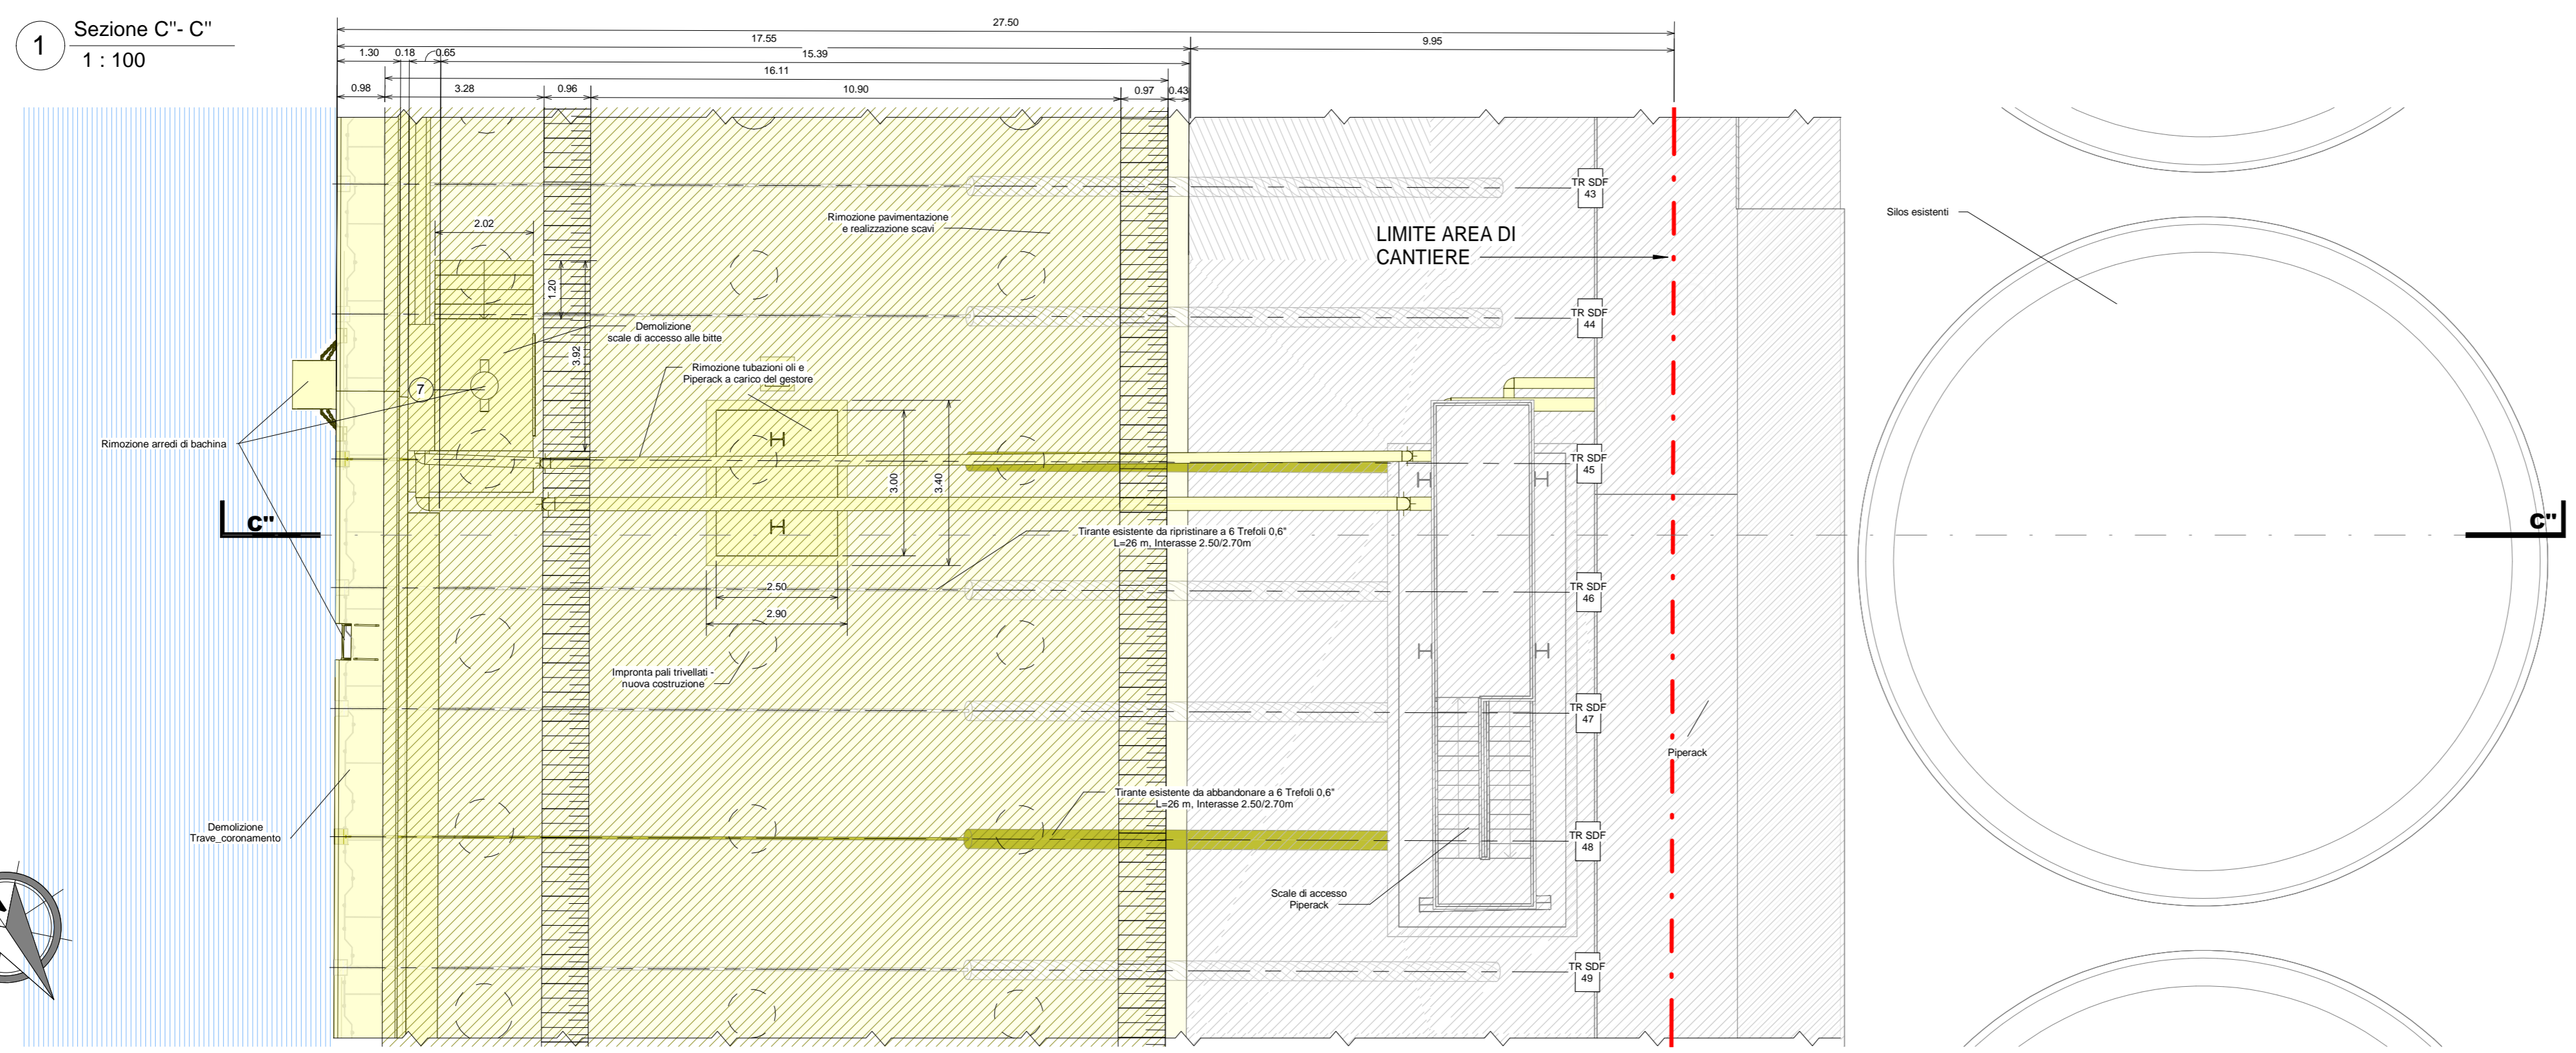 1
Sezione C"- C"
1 : 100
27.50
17.55
9.95
1.30
0.18
0.65
15.39
16.11
0.98
3.28
0.96
10.90
0.97
0.43
TR SDF
43
Rimozione pavimentazione
e realizzazione scavi
2.02
Silos esistenti
LIMITE AREA DI
CANTIERE
1.20
TR SDF
44
Demolizione
scale di accesso alle bitte
3.92
Rimozione tubazioni oli e
Piperack a carico del gestore
7
Rimozione arredi di bachina
TR SDF
45
3.00
3.40
C"
C"
Tirante esistente da ripristinare a 6 Trefoli 0,6"
L=26 m, Interasse 2.50/2.70m
2.50
2.90
TR SDF
46
Impronta pali trivellati -
nuova costruzione
TR SDF
47
Piperack
Tirante esistente da abbandonare a 6 Trefoli 0,6"
L=26 m, Interasse 2.50/2.70m
Demolizione
Trave_coronamento
TR SDF
48
Scale di accesso
Piperack
TR SDF
49